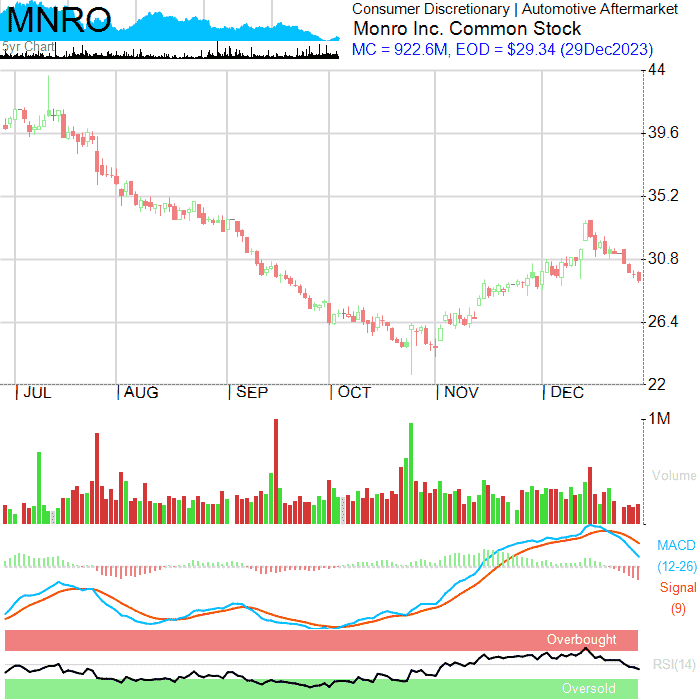 MNRO
5yr Chart
Consumer Discretionary | Automotive Aftermarket
Monro Inc. Common Stock
MC = 922.6M, EOD = $29.34 (29Dec2023)
44
39.6
35.2
30.8
26.4
22
JUL AUG SEP OCT NOV DEC
1M
Volume
MACD
(12-26)
Signal
(9)
Overbought
RSI(14)
Oversold